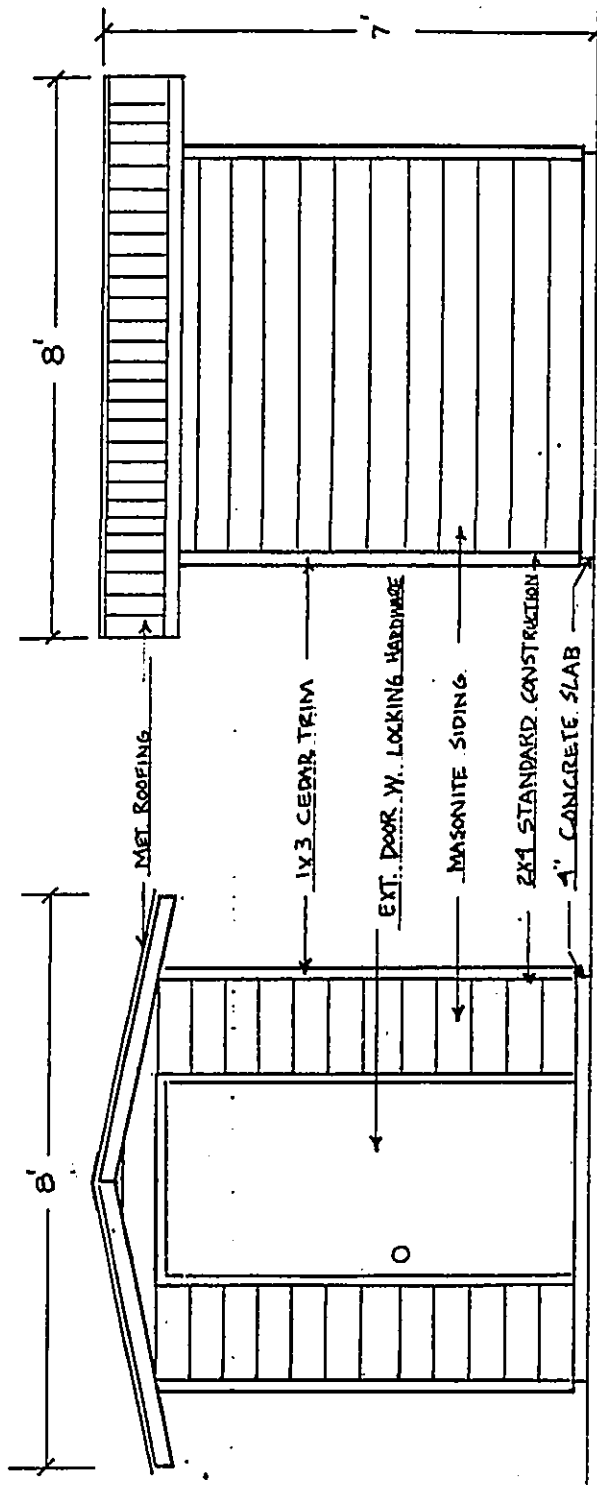 8'
8'
7'
MET. ROOFING
1X3 CEDAR TRIM
EXT. DOOR W. LOCKING HARDWARE
MASONITE SIDING
2X4 STANDARD CONSTRUCTION
4" CONCRETE SLAB